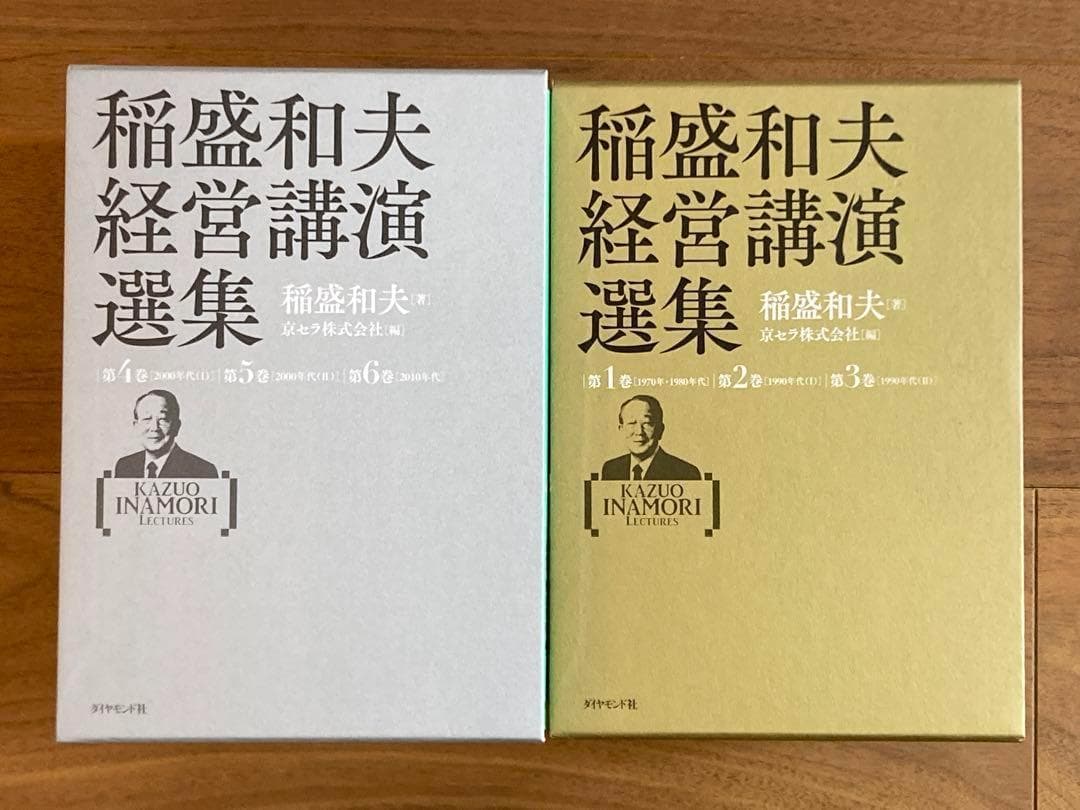 稲盛和夫
経営講演
選集
稲盛和夫[著]
京セラ株式会社[編]
|第4巻[2000年代(I)]|第5巻[2000年代(II)]|第6巻[2010年代]
KAZUO
INAMORI
LECTURES
ダイヤモンド社
稲盛和夫
経営講演
選集
稲盛和夫[著]
京セラ株式会社[編]
|第1巻[1970年・1980年代]|第2巻[1990年代(I)]|第3巻[1990年代(II)]
KAZUO
INAMORI
LECTURES
ダイヤモンド社